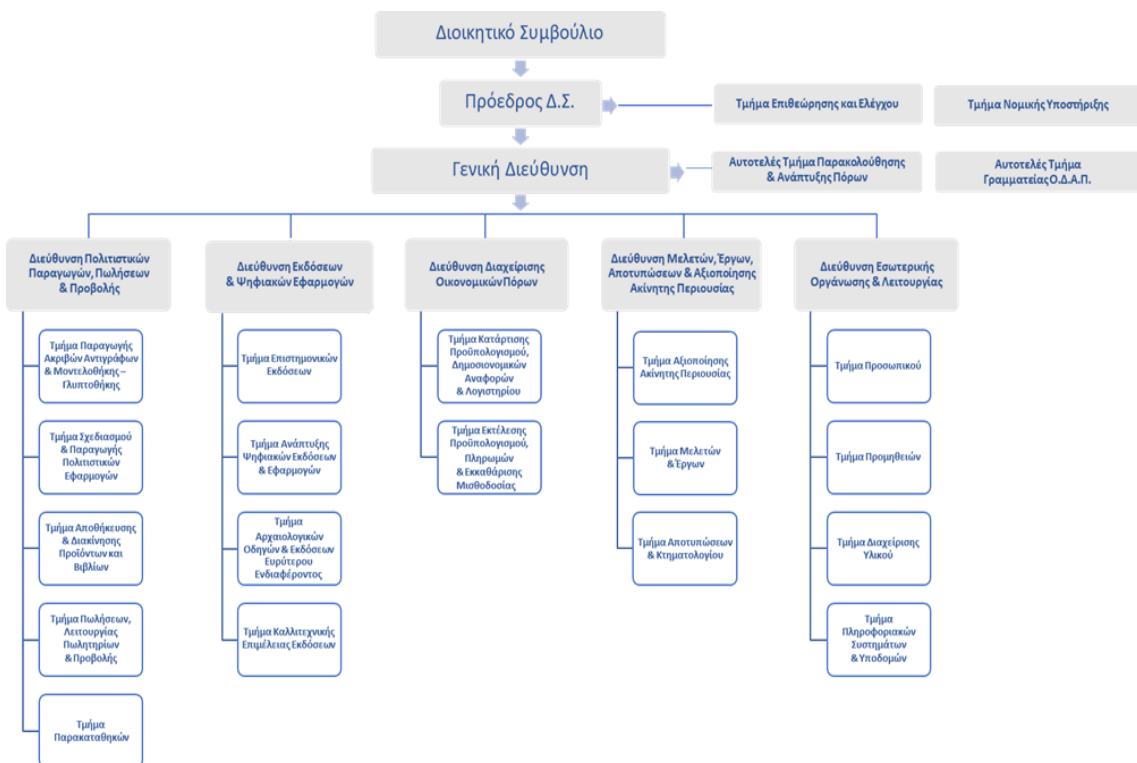 Διοικητικό Συμβούλιο
Πρόεδρος Δ.Σ.
Τμήμα Επιθεώρησης και Ελέγχου
Τμήμα Νομικής Υποστήριξης
Γενική Διεύθυνση
Αυτοτελές Τμήμα Παρακολούθησης
& Ανάπτυξης Πόρων
Αυτοτελές Τμήμα
Γραμματείας Ο.Δ.Α.Π.
Διεύθυνση Πολιτιστικών
Παραγωγών, Πωλήσεων
& Προβολής
Τμήμα Παραγωγής
Ακριβών Αντιγράφων
& Μοντελοθήκης –
Γλυπτοθήκης
Τμήμα Σχεδιασμού
& Παραγωγής
Πολιτιστικών
Εφαρμογών
Τμήμα Αποθήκευσης
& Διακίνησης
Προϊόντων και
Βιβλίων
Τμήμα Πωλήσεων,
Λειτουργίας
Πωλητηρίων
& Προβολής
Τμήμα
Παρακαταθηκών
Διεύθυνση Εκδόσεων
& Ψηφιακών Εφαρμογών
Τμήμα Επιστημονικών
Εκδόσεων
Τμήμα Ανάπτυξης
Ψηφιακών Εκδόσεων
& Εφαρμογών
Τμήμα
Αρχαιολογικών
Οδηγών & Εκδόσεων
Ευρύτερου
Ενδιαφέροντος
Τμήμα Καλλιτεχνικής
Επιμέλειας Εκδόσεων
Διεύθυνση Διαχείρισης
Οικονομικών Πόρων
Τμήμα Κατάρτισης
Προϋπολογισμού,
Δημοσιονομικών
Αναφορών
& Λογιστηρίου
Τμήμα Εκτέλεσης
Προϋπολογισμού,
Πληρωμών
& Εκκαθάρισης
Μισθοδοσίας
Διεύθυνση Μελετών, Έργων,
Αποτυπώσεων & Αξιοποίησης
Ακίνητης Περιουσίας
Τμήμα Αξιοποίησης
Ακίνητης Περιουσίας
Τμήμα Μελετών
& Έργων
Τμήμα Αποτυπώσεων
& Κτηματολογίου
Διεύθυνση Εσωτερικής
Οργάνωσης & Λειτουργίας
Τμήμα Προσωπικού
Τμήμα Προμηθειών
Τμήμα Διαχείρισης
Υλικού
Τμήμα
Πληροφοριακών
Συστημάτων
& Υποδομών